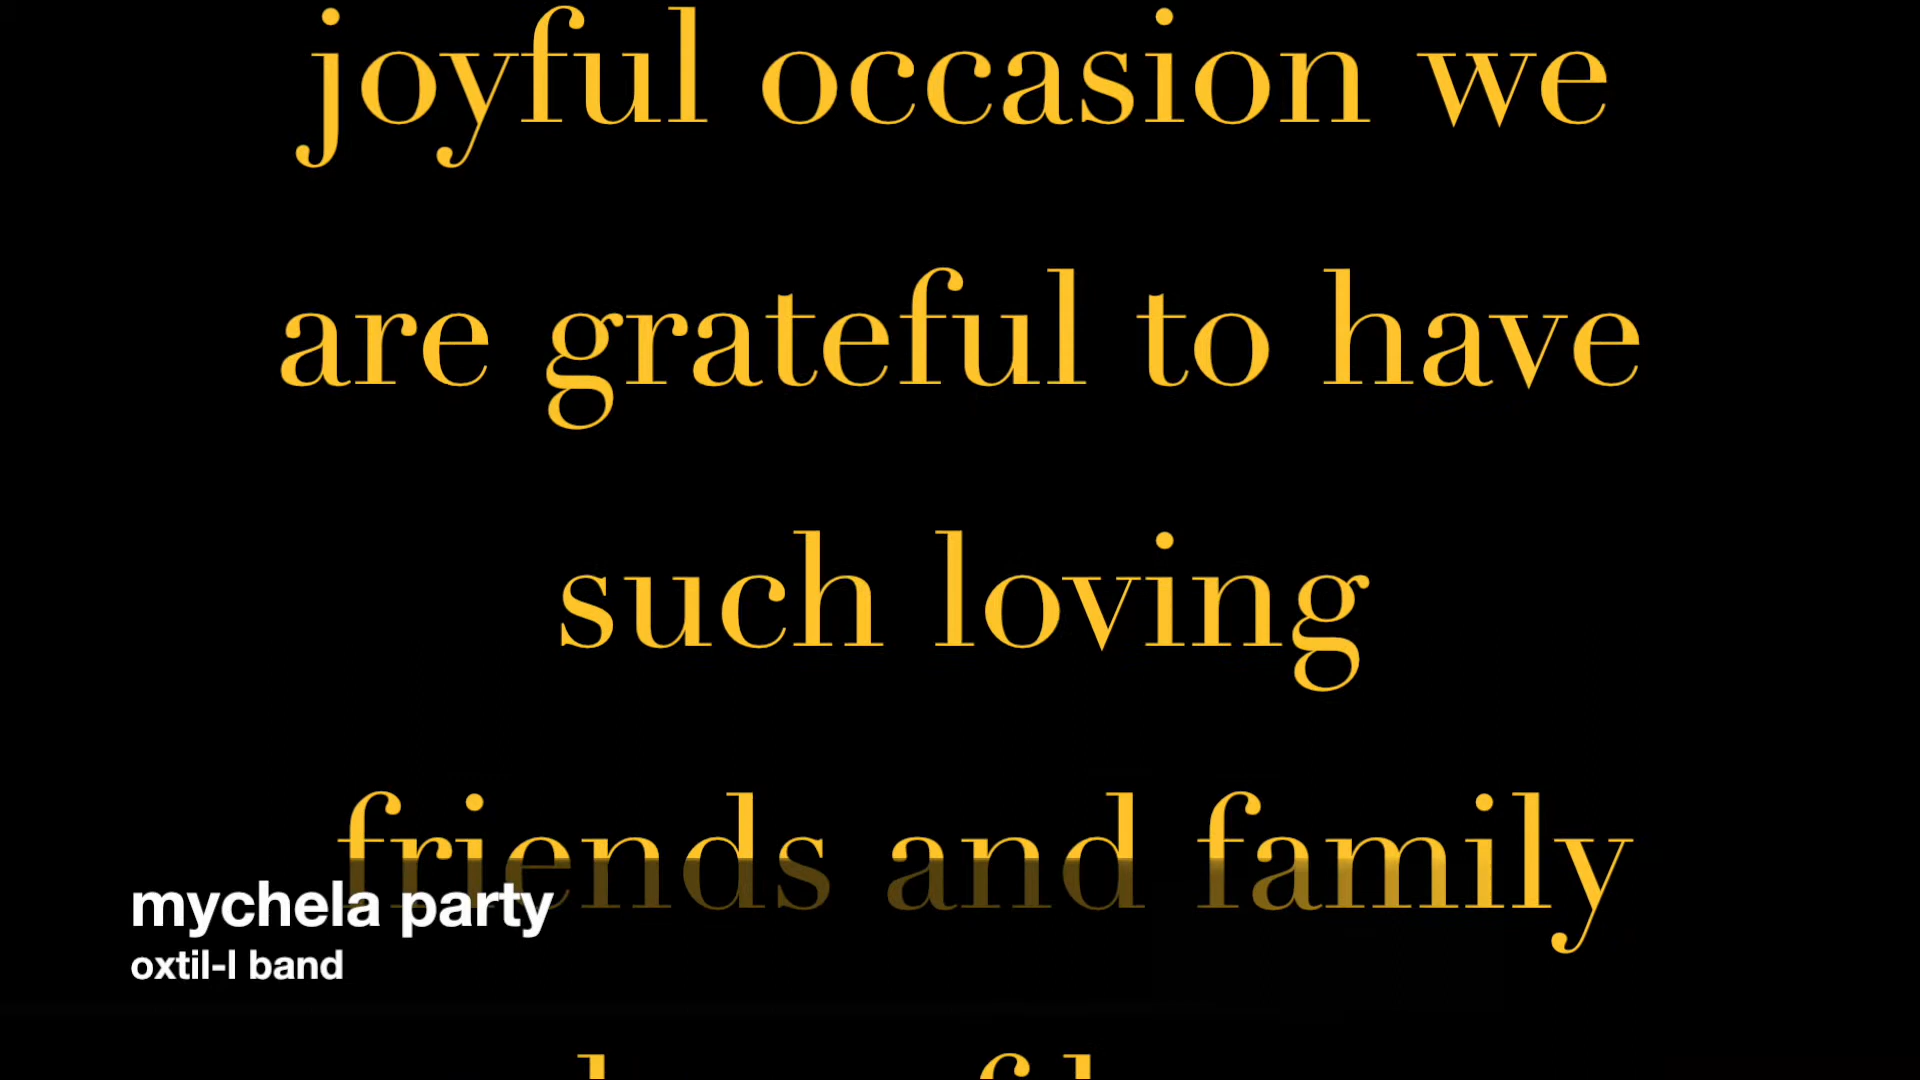 joyful occasion we
are grateful to have
such loving
friends and family
mychela party
oxtil-l band